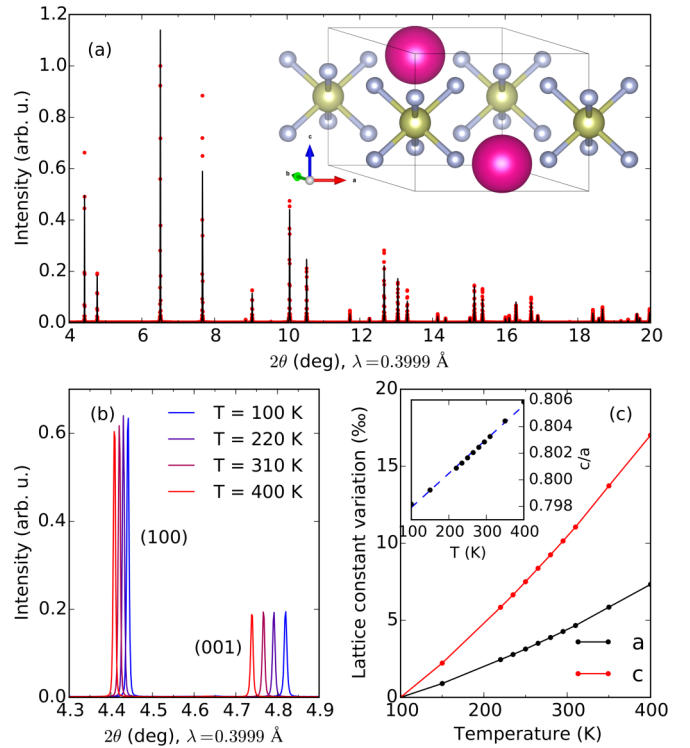 (a)
Intensity (arb. u.)
1.2
1.0
0.8
0.6
0.4
0.2
0.0
c
b
a
4 6 8 10 12 14 16 18 20
2θ (deg), λ=0.3999 Å
(b)
Intensity (arb. u.)
0.6
0.4
0.2
0.0
T = 100 K
T = 220 K
T = 310 K
T = 400 K
(100)
(001)
4.3 4.4 4.5 4.6 4.7 4.8 4.9
2θ (deg), λ=0.3999 Å
(c)
Lattice constant variation (‰)
20
15
10
5
0
0.806
0.804
0.802
0.800
0.798
c/a
100 200 300 400
T (K)
a
c
100 150 200 250 300 350 400
Temperature (K)